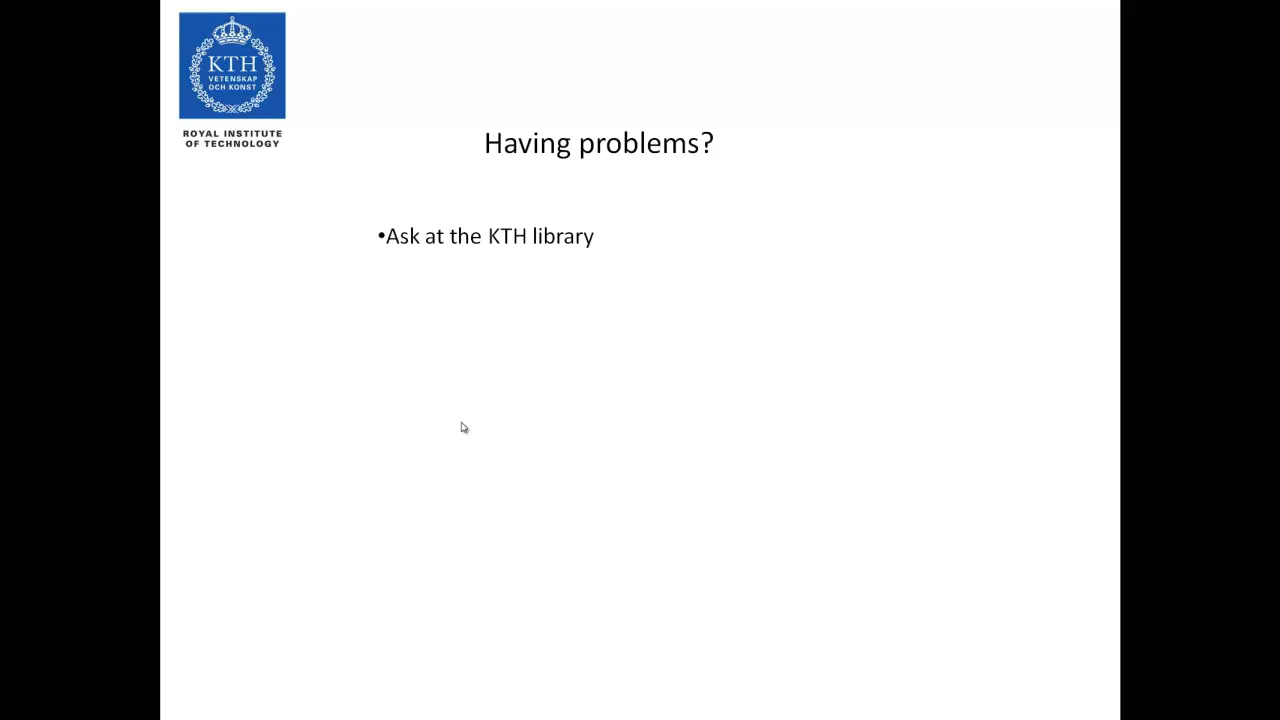 KTH
VETENSKAP
OCH KONST
ROYAL INSTITUTE
OF TECHNOLOGY
Having problems?
•Ask at the KTH library